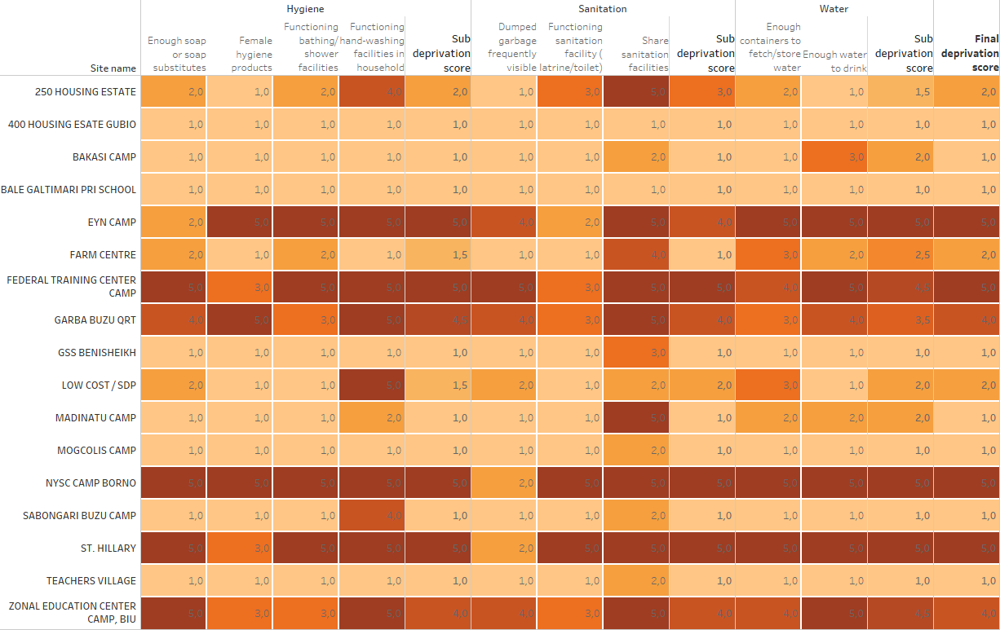 Hygiene Sanitation Water
Site name Enough soap or soap substitutes Female hygiene products Functioning bathing/ shower facilities Functioning hand-washing facilities in household Sub deprivation score Dumped garbage frequently visible Functioning sanitation facility ( latrine/toilet) Share sanitation facilities Sub deprivation score Enough containers to fetch/store water Enough water to drink Sub deprivation score Final deprivation score
250 HOUSING ESTATE 2,0 1,0 2,0 4,0 2,0 1,0 3,0 5,0 3,0 2,0 1,0 1,5 2,0
400 HOUSING ESATE GUBIO 1,0 1,0 1,0 1,0 1,0 1,0 1,0 1,0 1,0 1,0 1,0 1,0 1,0
BAKASI CAMP 1,0 1,0 1,0 1,0 1,0 1,0 1,0 2,0 1,0 1,0 3,0 2,0 1,0
BALE GALTIMARI PRI SCHOOL 1,0 1,0 1,0 1,0 1,0 1,0 1,0 1,0 1,0 1,0 1,0 1,0 1,0
EYN CAMP 2,0 5,0 5,0 5,0 5,0 4,0 2,0 5,0 4,0 5,0 5,0 5,0 5,0
FARM CENTRE 2,0 1,0 2,0 1,0 1,5 1,0 1,0 4,0 1,0 3,0 2,0 2,5 2,0
FEDERAL TRAINING CENTER
CAMP 5,0 3,0 5,0 5,0 5,0 5,0 3,0 5,0 5,0 4,0 5,0 4,5 5,0
GARBA BUZU QRT 4,0 5,0 3,0 5,0 4,5 4,0 3,0 5,0 4,0 3,0 4,0 3,5 4,0
GSS BENISHEIKH 1,0 1,0 1,0 1,0 1,0 1,0 1,0 3,0 1,0 1,0 1,0 1,0 1,0
LOW COST / SDP 2,0 1,0 1,0 5,0 1,5 2,0 1,0 2,0 2,0 3,0 1,0 2,0 2,0
MADINATU CAMP 1,0 1,0 1,0 2,0 1,0 1,0 1,0 5,0 1,0 2,0 2,0 2,0 1,0
MOGCOLIS CAMP 1,0 1,0 1,0 1,0 1,0 1,0 1,0 2,0 1,0 1,0 1,0 1,0 1,0
NYSC CAMP BORNO 5,0 5,0 5,0 5,0 5,0 2,0 5,0 5,0 5,0 5,0 5,0 5,0 5,0
SABONGARI BUZU CAMP 1,0 1,0 1,0 4,0 1,0 1,0 1,0 2,0 1,0 1,0 1,0 1,0 1,0
ST. HILLARY 5,0 3,0 5,0 5,0 5,0 2,0 5,0 5,0 5,0 5,0 5,0 5,0 5,0
TEACHERS VILLAGE 1,0 1,0 1,0 1,0 1,0 1,0 1,0 2,0 1,0 1,0 1,0 1,0 1,0
ZONAL EDUCATION CENTER
CAMP, BIU 5,0 3,0 3,0 5,0 4,0 4,0 3,0 5,0 4,0 4,0 5,0 4,5 4,0